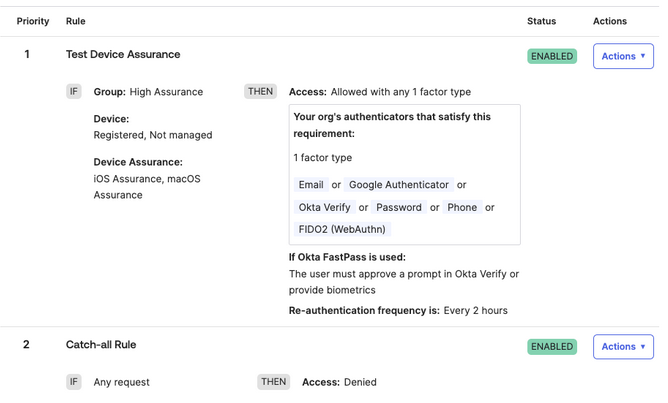 Priority Rule Status Actions
1 Test Device Assurance ENABLED Actions ▼
IF Group: High Assurance THEN Access: Allowed with any 1 factor type
Your org's authenticators that satisfy this
requirement:
Device:
Registered, Not managed
1 factor type
Device Assurance:
iOS Assurance, macOS
Assurance
Email or Google Authenticator or
Okta Verify or Password or Phone or
FIDO2 (WebAuthn)
If Okta FastPass is used:
The user must approve a prompt in Okta Verify or
provide biometrics
Re-authentication frequency is: Every 2 hours
2 Catch-all Rule ENABLED Actions ▼
IF Any request THEN Access: Denied